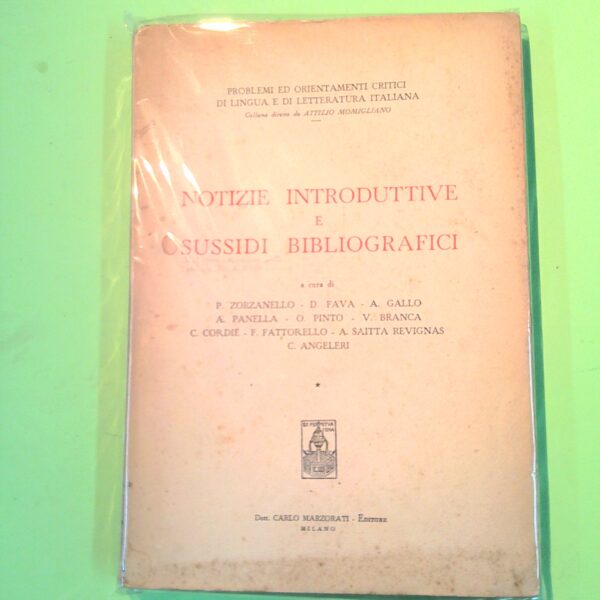 PROBLEMI ED ORIENTAMENTI CRITICI
DI LINGUA E DI LETTERATURA ITALIANA
Collana diretta da ATTILIO MOMIGLIANO
NOTIZIE INTRODUTTIVE
E
SUSSIDI BIBLIOGRAFICI
a cura di
P. ZORZANELLO - D. FAVA - A. GALLO
A. PANELLA - O. PINTO - V. BRANCA
C. CORDIÉ - F. FATTORELLO - A. SAITTA REVIGNAS
C. ANGELERI
*
Dott. CARLO MARZORATI - EDITORE
MILANO